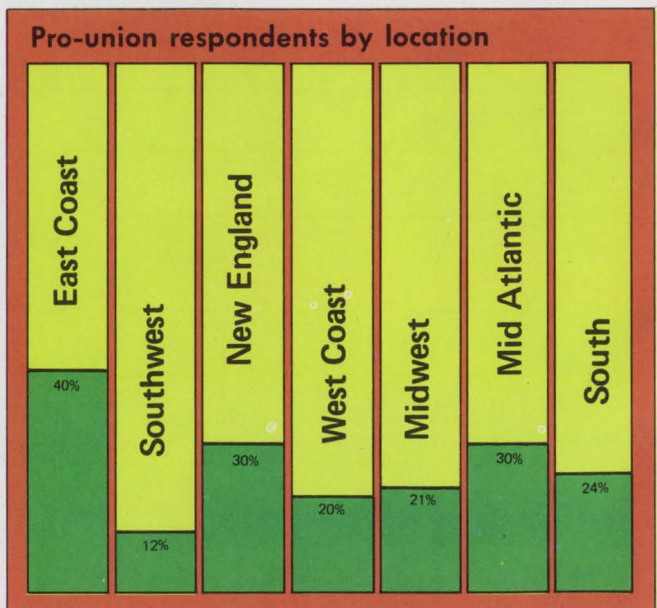 Pro-union respondents by location
East Coast
40%
Southwest
12%
New England
30%
West Coast
20%
Midwest
21%
Mid Atlantic
30%
South
24%